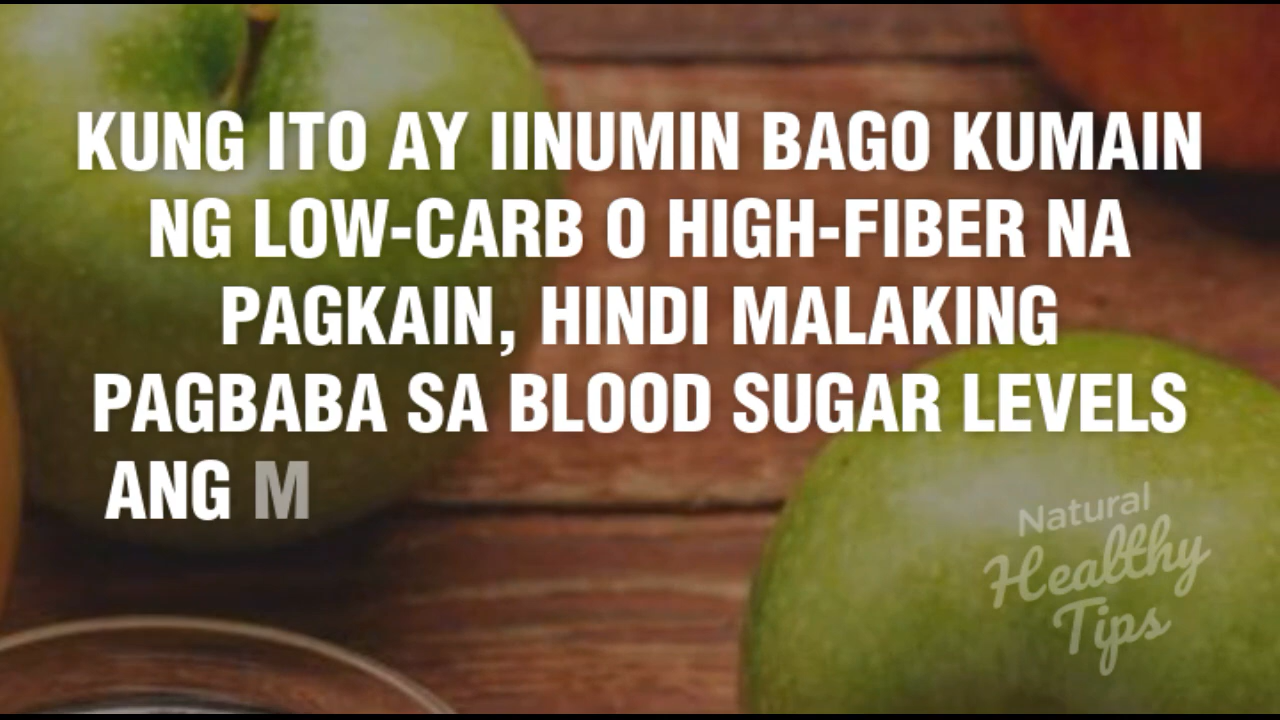 KUNG ITO AY IINUMIN BAGO KUMAIN
NG LOW-CARB O HIGH-FIBER NA
PAGKAIN, HINDI MALAKING
PAGBABA SA BLOOD SUGAR LEVELS
ANG M
Natural
Healthy
Tips